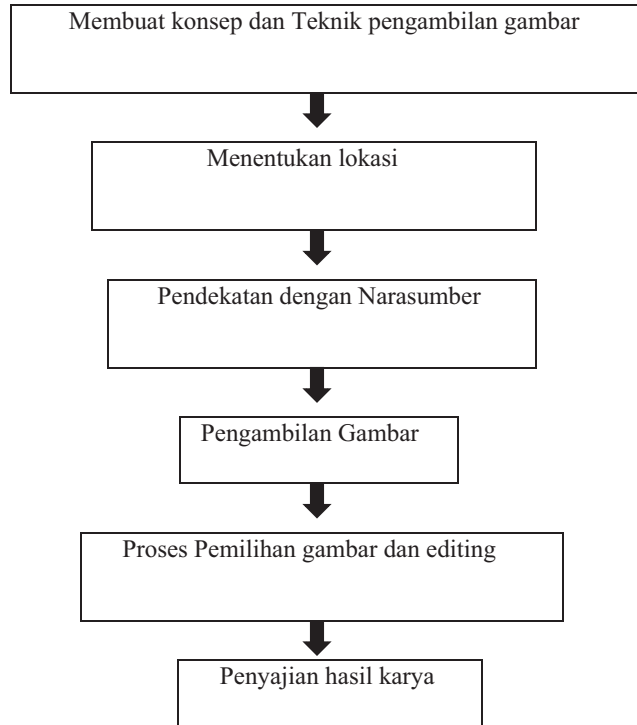 Membuat konsep dan Teknik pengambilan gambar
Menentukan lokasi
Pendekatan dengan Narasumber
Pengambilan Gambar
Proses Pemilihan gambar dan editing
Penyajian hasil karya